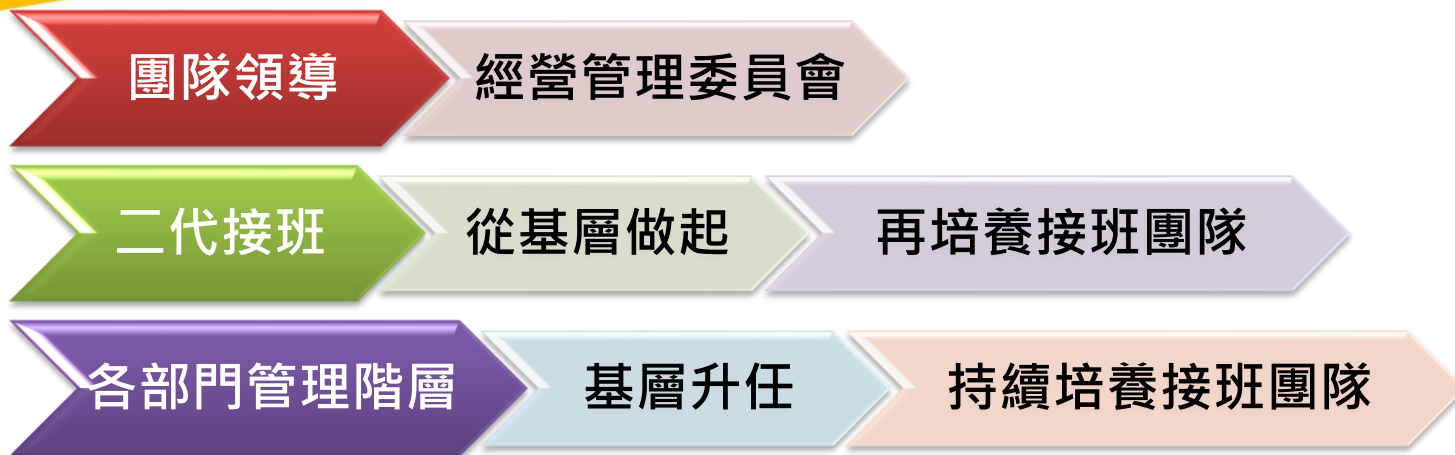 團隊領導 經營管理委員會
二代接班 從基層做起 再培養接班團隊
各部門管理階層 基層升任 持續培養接班團隊